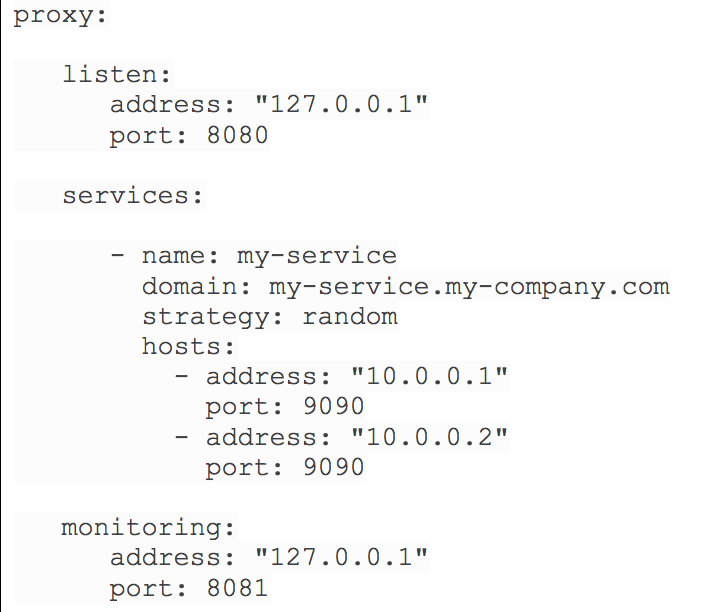 proxy:
   listen:
      address: "127.0.0.1"
      port: 8080
   services:
      - name: my-service
        domain: my-service.my-company.com
        strategy: random
        hosts:
          - address: "10.0.0.1"
            port: 9090
          - address: "10.0.0.2"
            port: 9090
   monitoring:
      address: "127.0.0.1"
      port: 8081